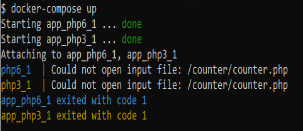 $ docker-compose up
Starting app_php6_1 ... done
Starting app_php3_1 ... done
Attaching to app_php6_1, app_php3_1
php6_1  | Could not open input file: /counter/counter.php
php3_1  | Could not open input file: /counter/counter.php
app_php6_1 exited with code 1
app_php3_1 exited with code 1